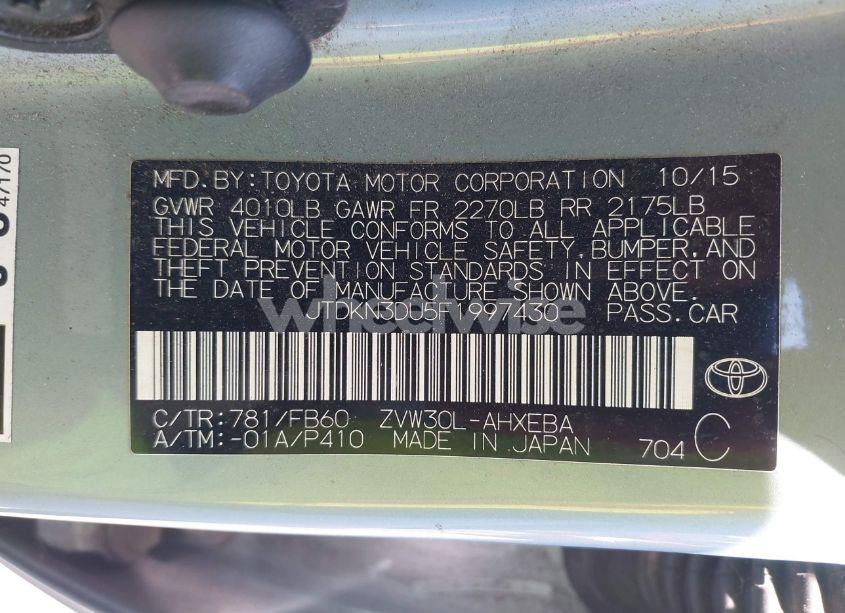 MFD.BY:TOYOTA MOTOR CORPORATION 10/15
GVWR 4010LB GAWR FR 2270LB RR 2175LB
THIS VEHICLE CONFORMS TO ALL APPLICABLE
FEDERAL MOTOR VEHICLE SAFETY,BUMPER,AND
THEFT PREVENTION STANDARDS IN EFFECT ON
THE DATE OF MANUFACTURE SHOWN ABOVE.
JTDKN3DU5F1997430 PASS.CAR
wheelwise
C/TR:781/FB60 ZVW30L-AHXEBA
A/TM:-01A/P410 MADE IN JAPAN 704 C
47170